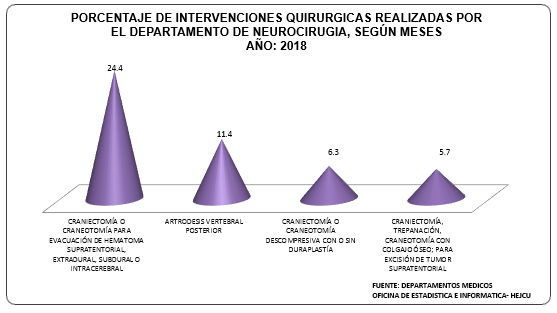 PORCENTAJE DE INTERVENCIONES QUIRURGICAS REALIZADAS POR
EL DEPARTAMENTO DE NEUROCIRUGIA, SEGÚN MESES
AÑO: 2018
24.4
11.4
6.3
5.7
CRANIECTOMÍA O
CRANEOTOMÍA PARA
EVACUACIÓN DE HEMATOMA
SUPRATENTORIAL,
EXTRADURAL, SUBDURAL O
INTRACEREBRAL
ARTRODESIS VERTEBRAL
POSTERIOR
CRANIECTOMÍA O
CRANEOTOMÍA
DESCOMPRESIVA CON O SIN
DURAPLASTÍA
CRANIECTOMÍA,
TREPANACIÓN,
CRANEOTOMÍA CON
COLGAJO ÓSEO; PARA
EXCISIÓN DE TUMOR
SUPRATENTORIAL
FUENTE: DEPARTAMENTOS MEDICOS
OFICINA DE ESTADISTICA E INFORMATICA- HEJCU